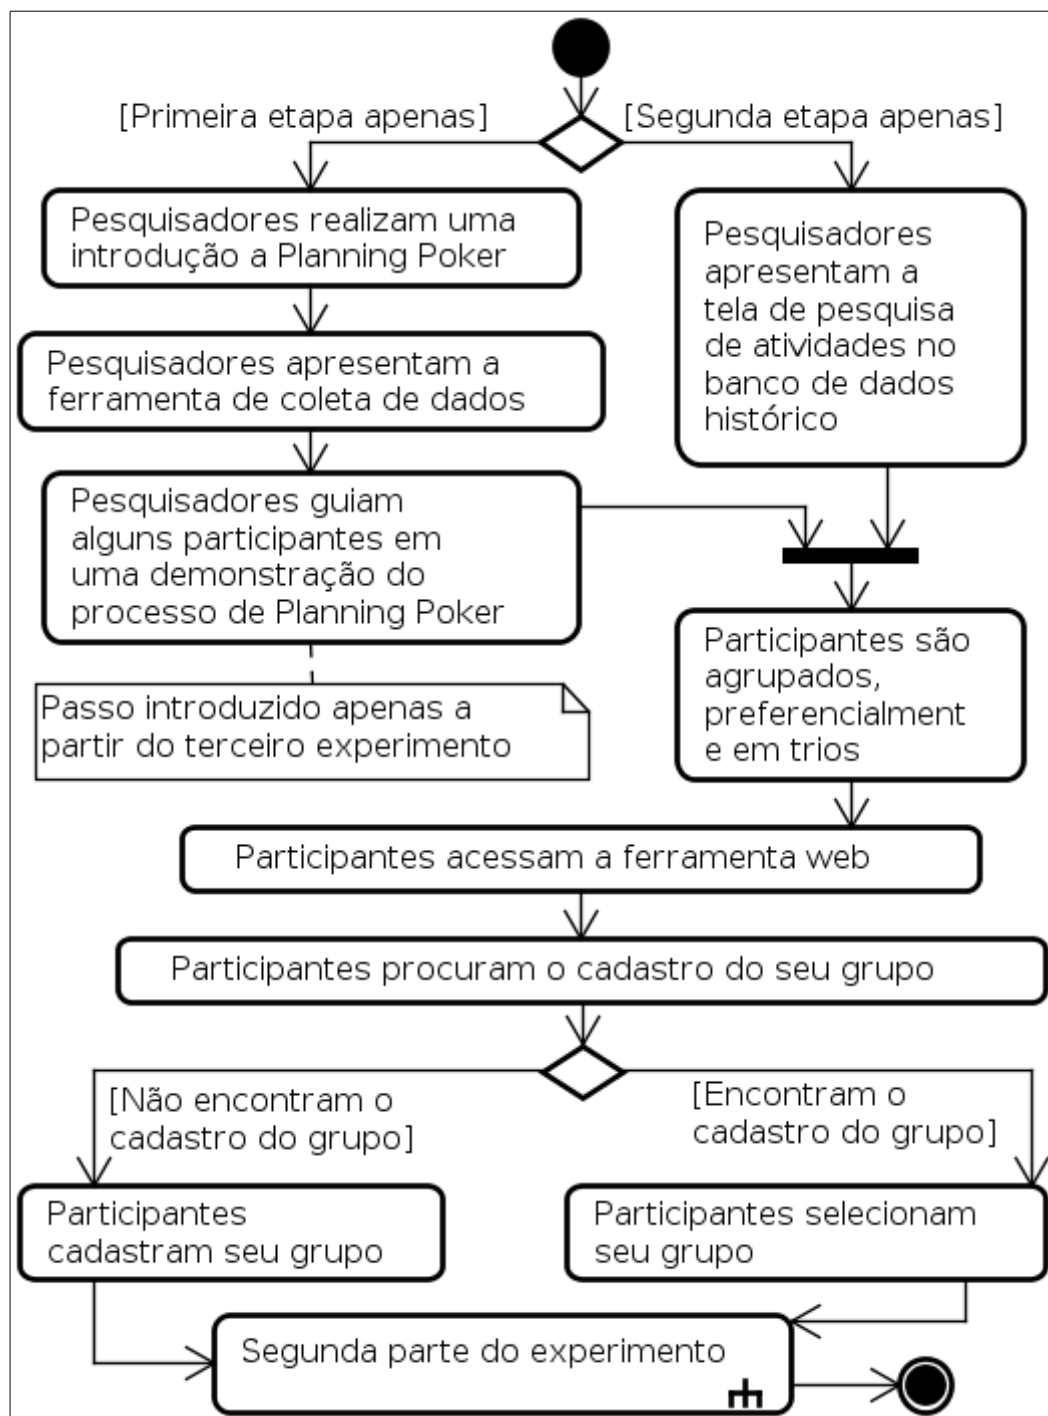 [Primeira etapa apenas]
[Segunda etapa apenas]
Pesquisadores realizam uma
introdução a Planning Poker
Pesquisadores apresentam a
ferramenta de coleta de dados
Pesquisadores guiam
alguns participantes em
uma demonstração do
processo de Planning Poker
Passo introduzido apenas a
partir do terceiro experimento
Pesquisadores
apresentam a
tela de pesquisa
de atividades no
banco de dados
histórico
Participantes são
agrupados,
preferencialment
e em trios
Participantes acessam a ferramenta web
Participantes procuram o cadastro do seu grupo
[Não encontram o
cadastro do grupo]
[Encontram o
cadastro do grupo]
Participantes
cadastram seu grupo
Participantes selecionam
seu grupo
Segunda parte do experimento